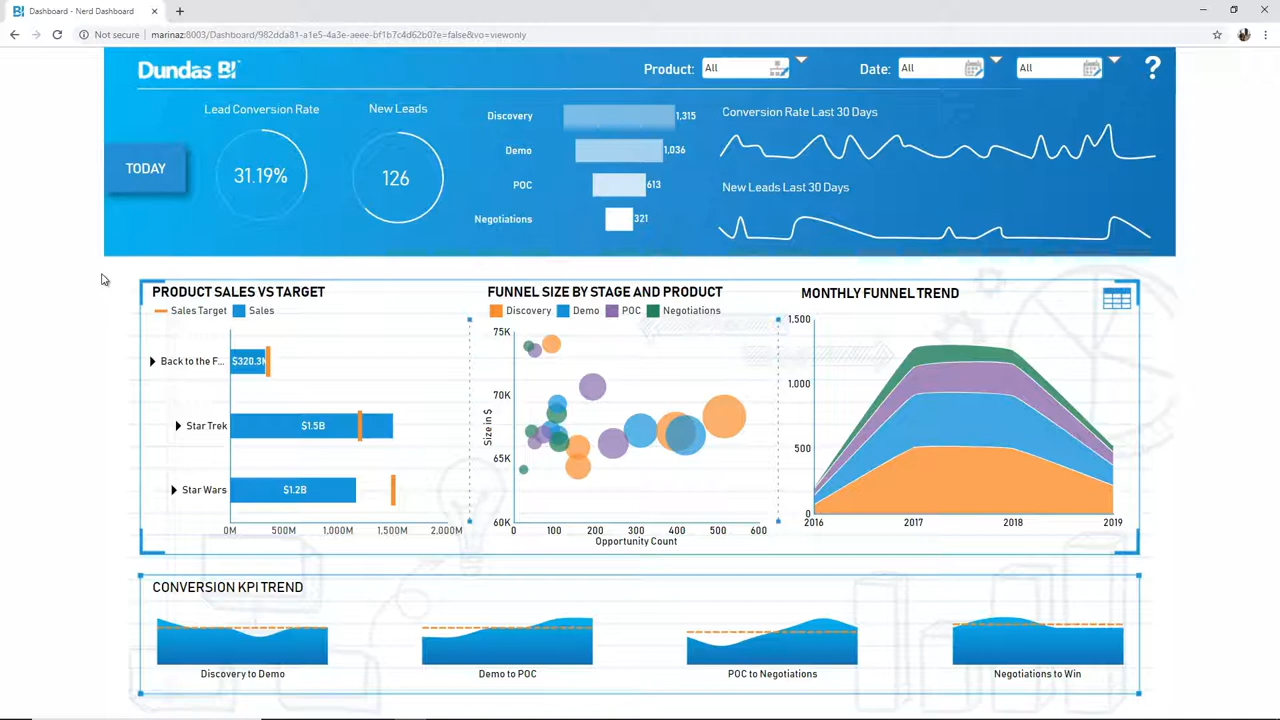 Dashboard - Nerd Dashboard
Not secure marinaz:8003/Dashboard/982dda81-a1e5-4a3e-aeee-bf1b7c4d62b0?e=false&vo=viewonly
Dundas BI
Product: All Date: All All ?
Lead Conversion Rate New Leads
TODAY
31.19% 126
Discovery 1,315
Demo 1,036
POC 613
Negotiations 321
Conversion Rate Last 30 Days
New Leads Last 30 Days
PRODUCT SALES VS TARGET
Sales Target Sales
Back to the F... $320.3
Star Trek $1.5B
Star Wars $1.2B
0M 500M 1,000M 1,500M 2,000M
FUNNEL SIZE BY STAGE AND PRODUCT
Discovery Demo POC Negotiations
75K
70K
65K
60K
Size in $
0 100 200 300 400 500 600
Opportunity Count
MONTHLY FUNNEL TREND
1,500
1,000
500
0
2016 2017 2018 2019
CONVERSION KPI TREND
Discovery to Demo Demo to POC POC to Negotiations Negotiations to Win